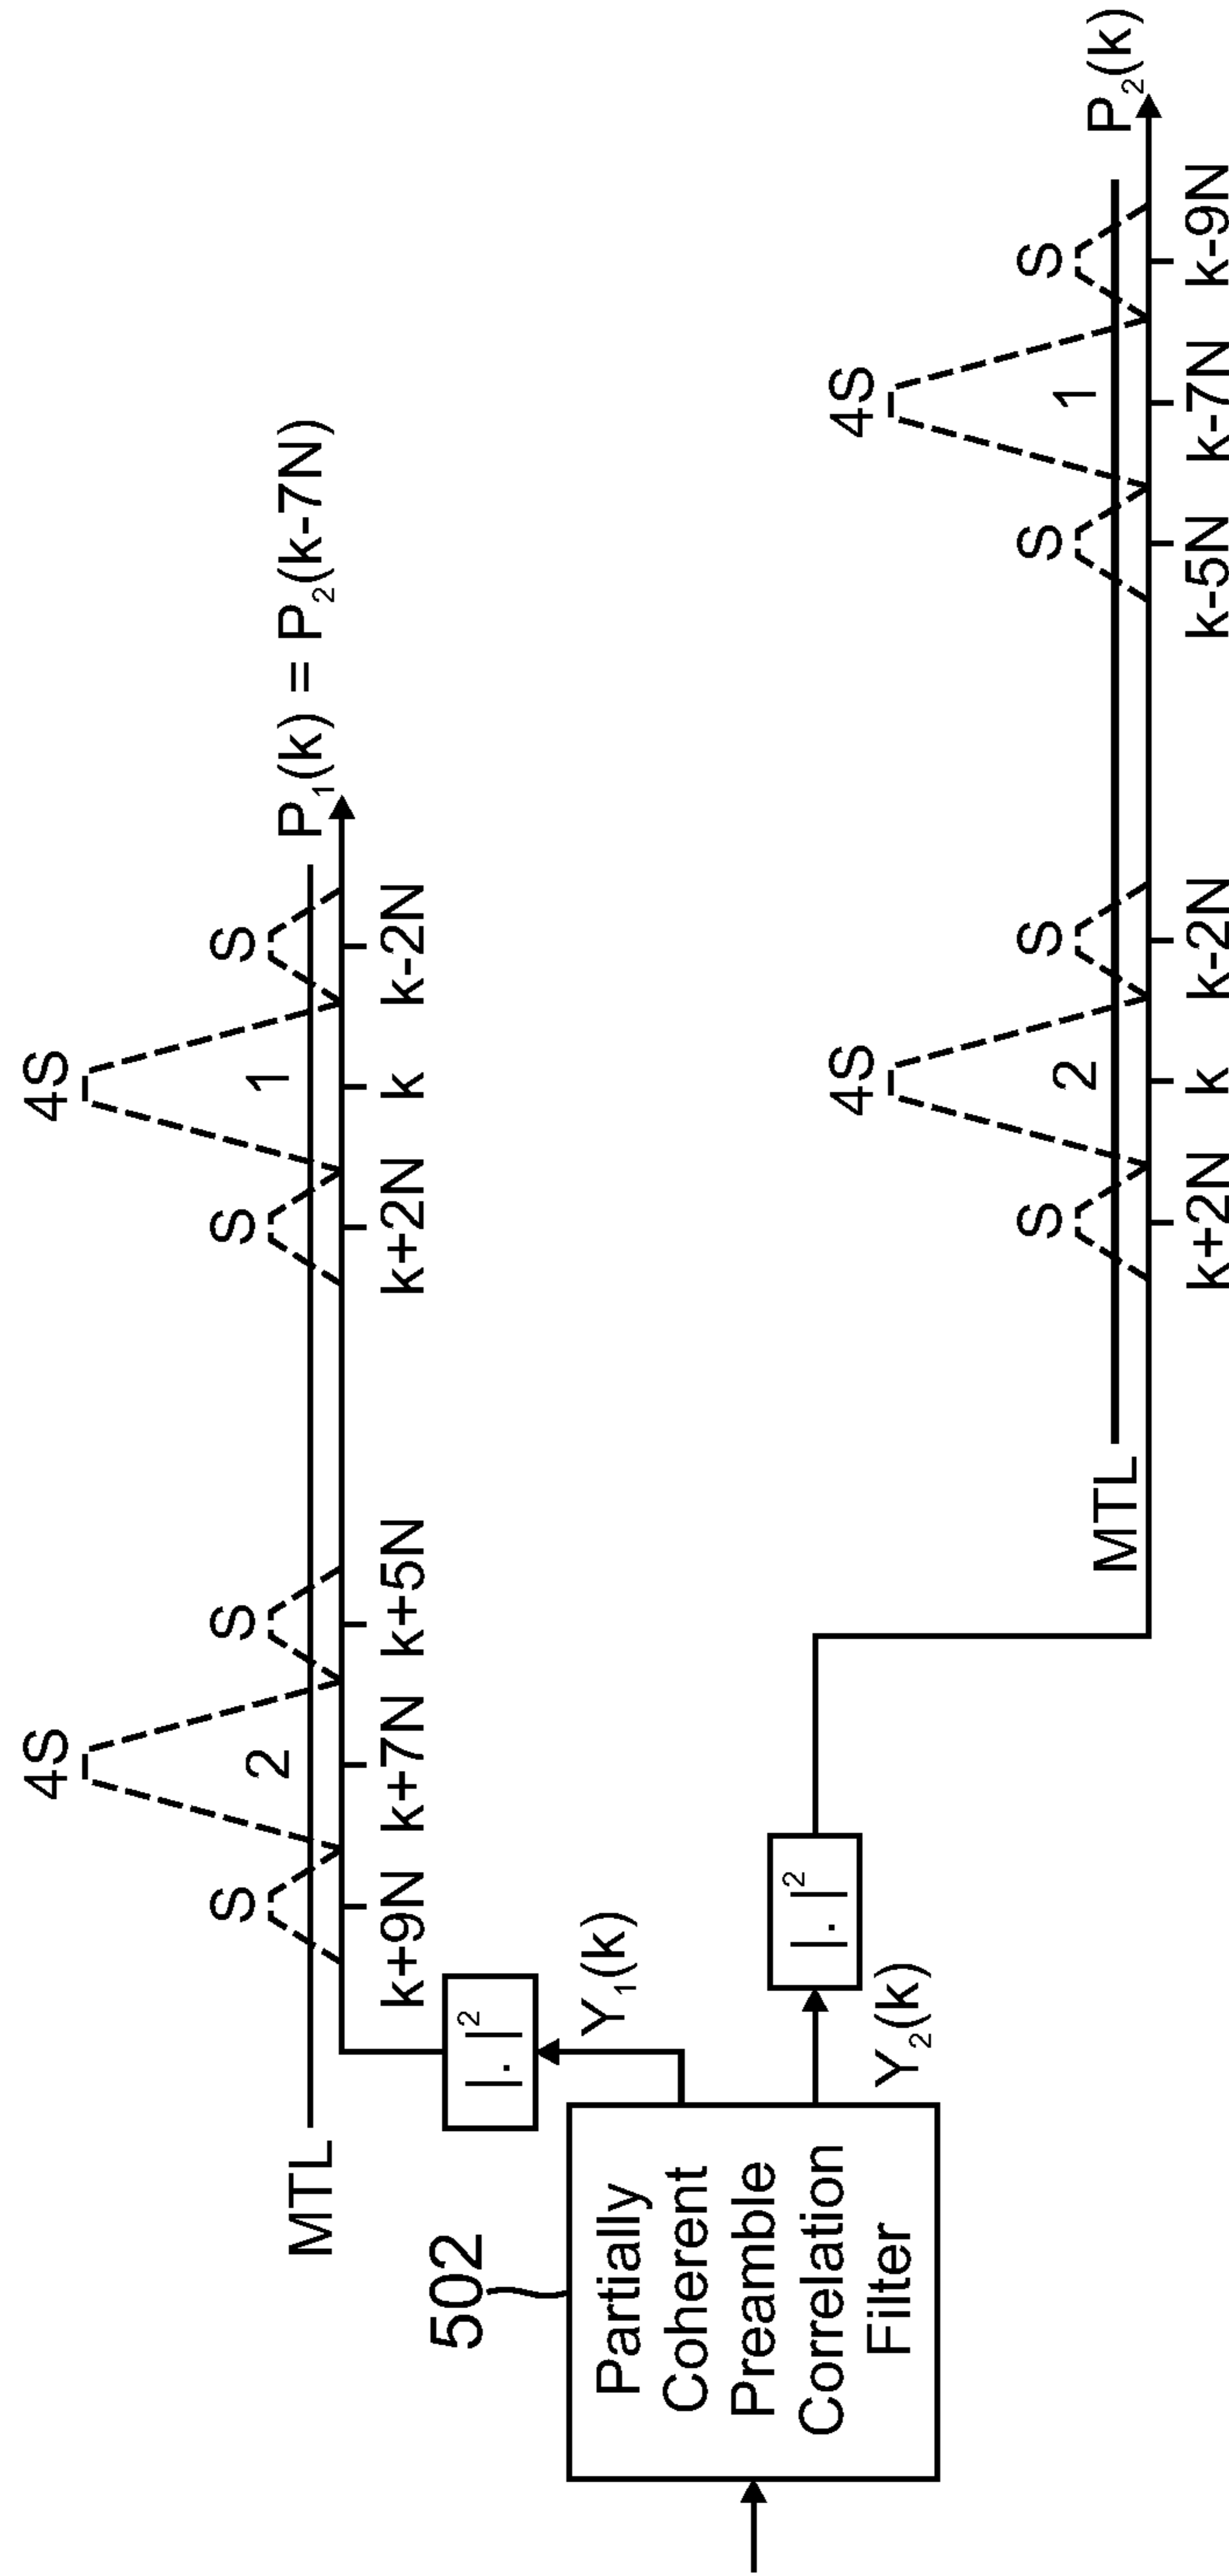 4S 4S
S S S S
2 1
MTL
P₁(k) = P₂(k-7N)
k+9N k+7N k+5N k+2N k k-2N
|.|²
Y₁(k)
502
Partially
Coherent
Preamble
Correlation
Filter
|.|²
Y₂(k)
4S 4S
S S S S
2 1
MTL
P₂(k)
k+2N k k-2N k-5N k-7N k-9N